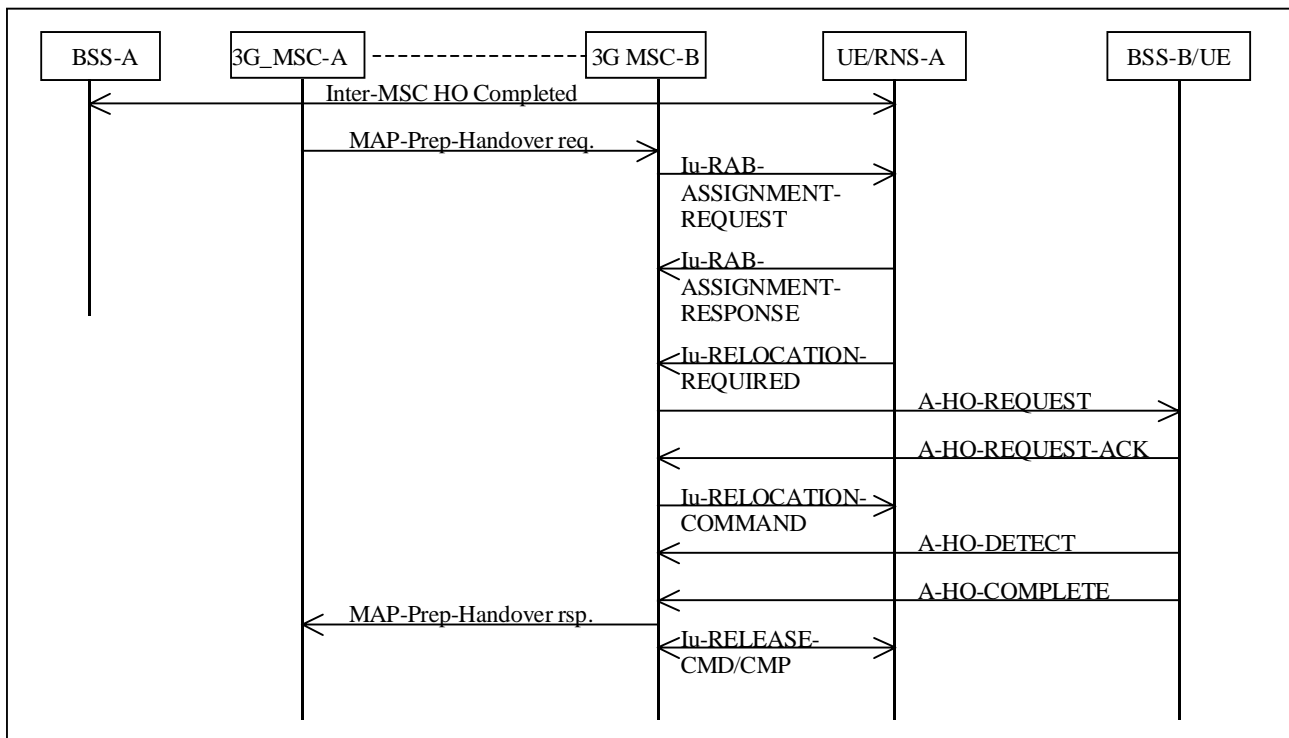 BSS-A
3G_MSC-A
3G MSC-B
UE/RNS-A
BSS-B/UE
Inter-MSC HO Completed
MAP-Prep-Handover req.
Iu-RAB-
ASSIGNMENT-
REQUEST
Iu-RAB-
ASSIGNMENT-
RESPONSE
Iu-RELOCATION-
REQUIRED
A-HO-REQUEST
A-HO-REQUEST-ACK
Iu-RELOCATION-
COMMAND
A-HO-DETECT
A-HO-COMPLETE
MAP-Prep-Handover rsp.
Iu-RELEASE-
CMD/CMP